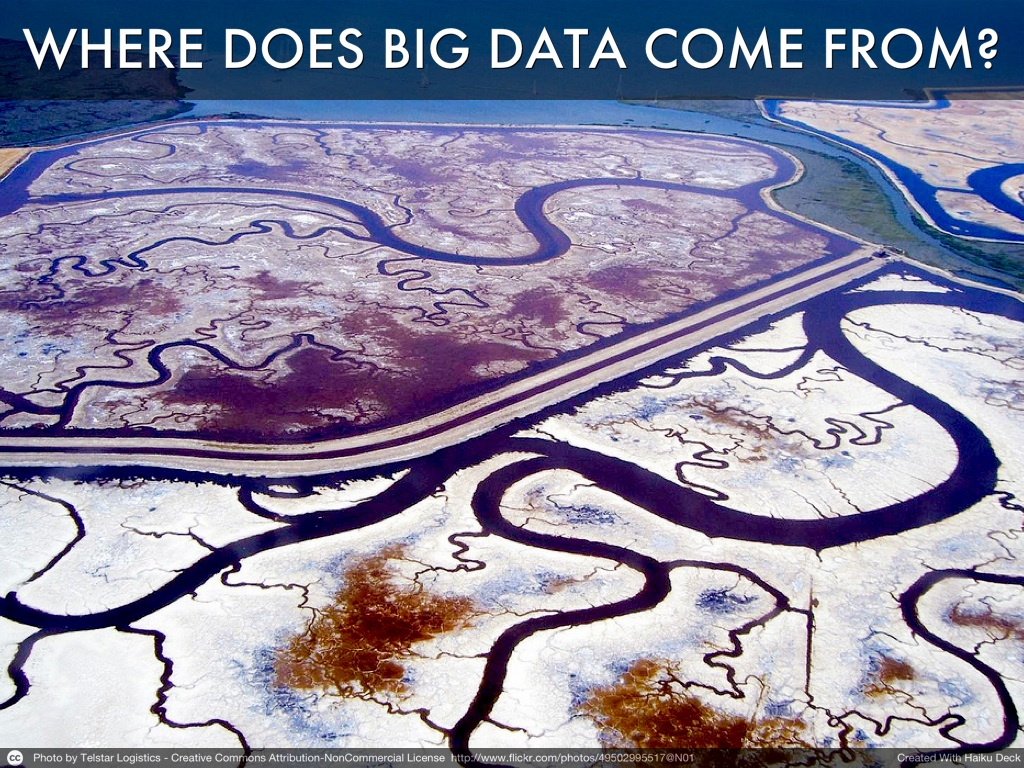 WHERE DOES BIG DATA COME FROM?
Photo by Telstar Logistics - Creative Commons Attribution-NonCommercial License http://www.flickr.com/photos/49502995517@N01
Created With Haiku Deck